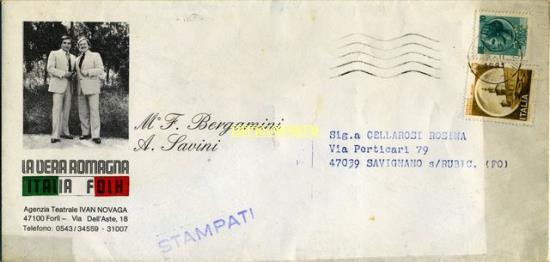 LA VERA ROMAGNA
ITALIA FOLK
Agenzia Teatrale IVAN NOVAGA
47100 Forlì - Via Dell'Aste, 18
Telefono: 0543/34559 - 31007
M° F. Bergamini
A. Savini
STAMPATI
Sig.a CELLAROSI ROSINA
Via Porticari 79
47039 SAVIGNANO s/RUBIC. (FO)
ITALIA